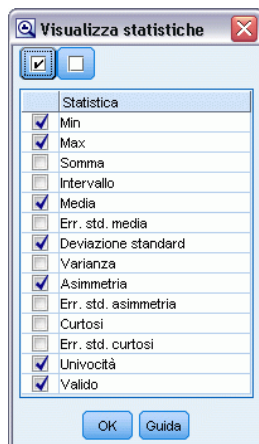 Visualizza statistiche
Statistica
Min
Max
Somma
Intervallo
Media
Err. std. media
Deviazione standard
Varianza
Asimmetria
Err. std. asimmetria
Curtosi
Err. std. curtosi
Univocità
Valido
OK Guida